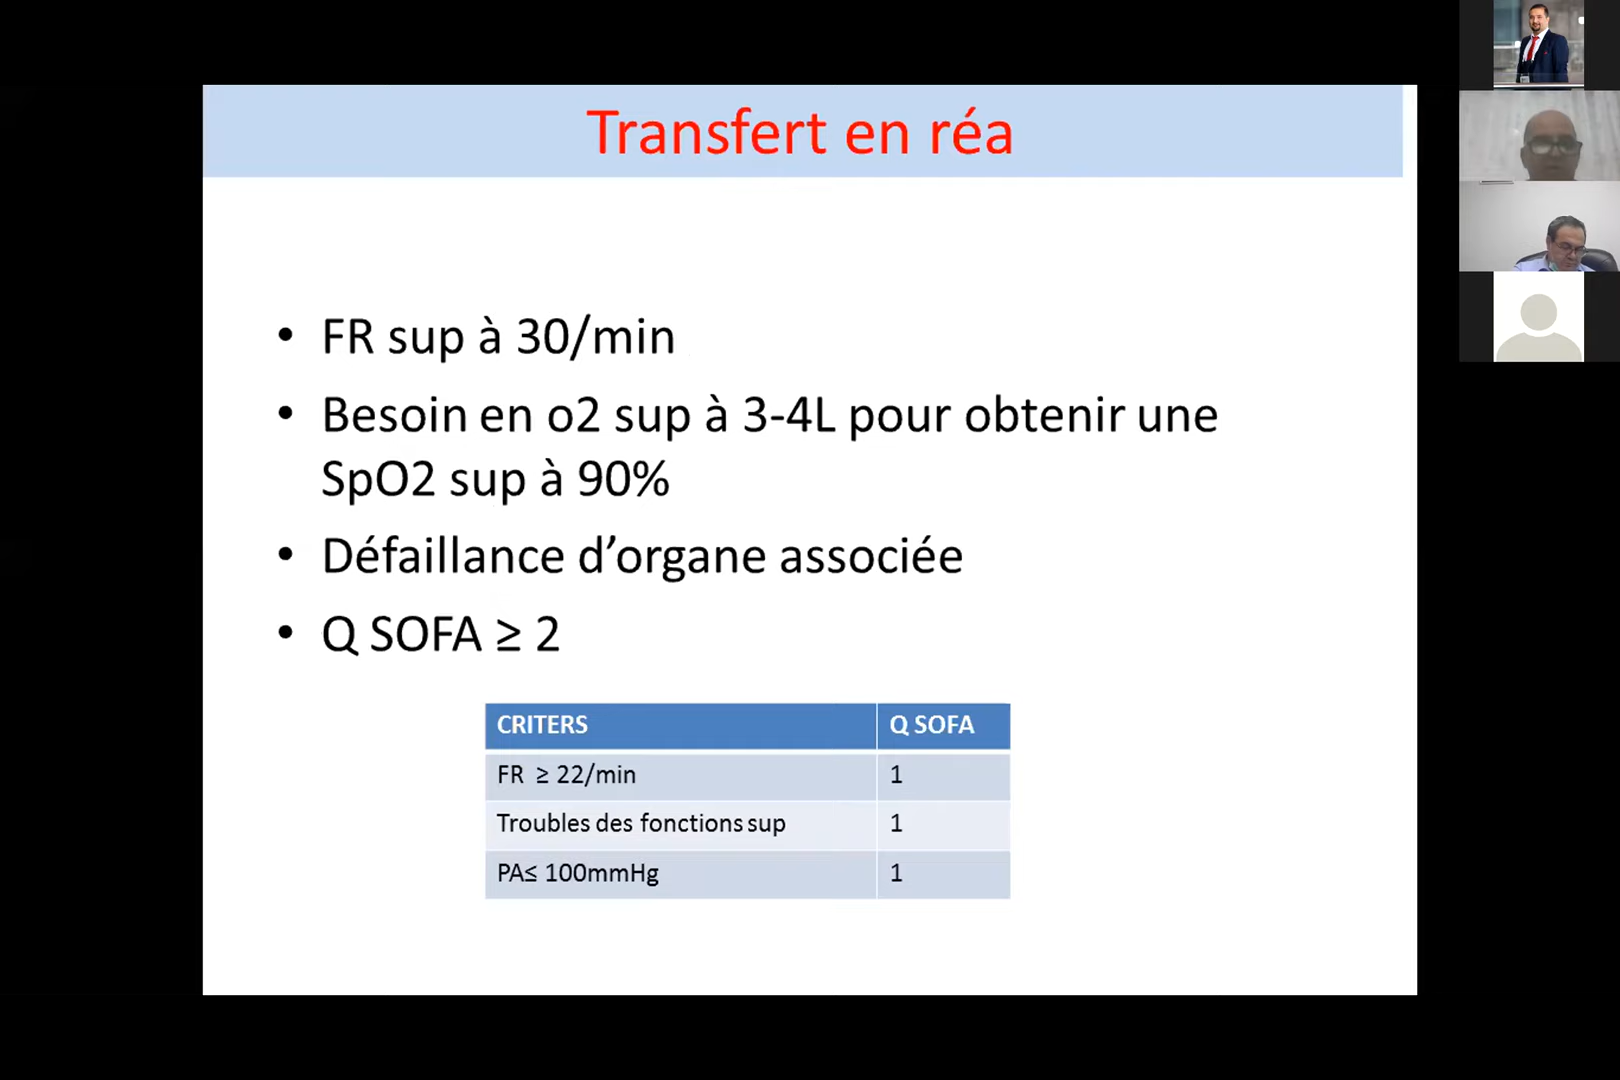 Transfert en réa
• FR sup à 30/min
• Besoin en o2 sup à 3-4L pour obtenir une
SpO2 sup à 90%
• Défaillance d’organe associée
• Q SOFA ≥ 2
CRITERS Q SOFA
FR ≥ 22/min 1
Troubles des fonctions sup 1
PA≤ 100mmHg 1